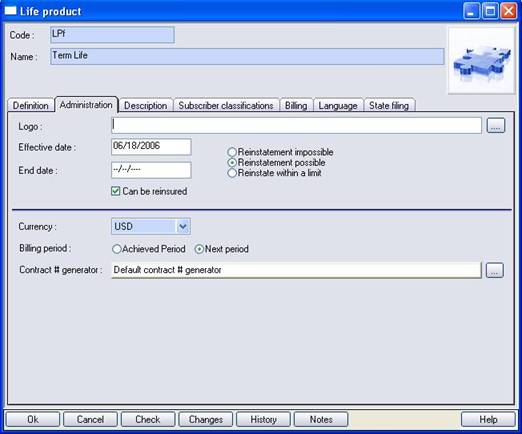 Life product
Code : LPf
Name : Term Life
Definition Administration Description Subscriber classifications Billing Language State filing
Logo : ....
Effective date : 06/18/2006 Reinstatement impossible
Reinstatement possible
End date : --/--/---- Reinstate within a limit
Can be reinsured
Currency : USD
Billing period : Achieved Period Next period
Contract # generator : Default contract # generator ...
Ok Cancel Check Changes History Notes Help